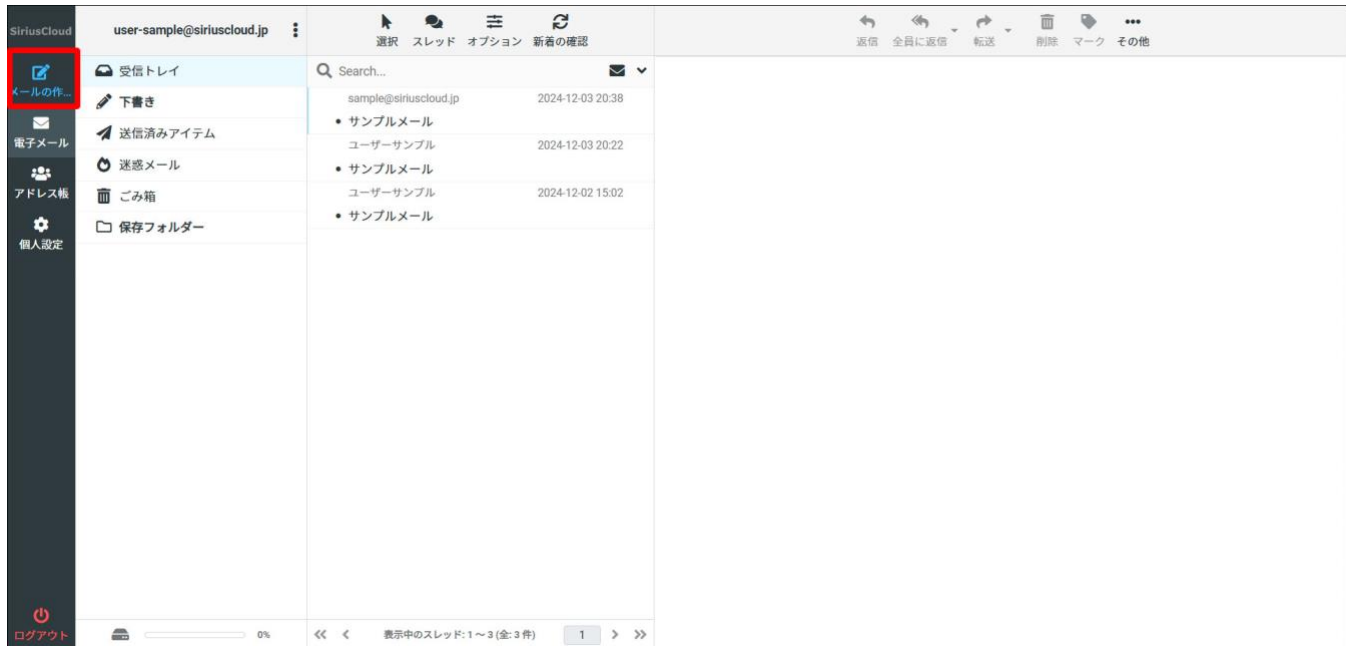 SiriusCloud
メールの作...
電子メール
アドレス帳
個人設定
ログアウト
user-sample@siriuscloud.jp
受信トレイ
下書き
送信済みアイテム
迷惑メール
ごみ箱
保存フォルダー
0%
選択 スレッド オプション 新着の確認
Search...
sample@siriuscloud.jp 2024-12-03 20:38
• サンプルメール
ユーザーサンプル 2024-12-03 20:22
• サンプルメール
ユーザーサンプル 2024-12-02 15:02
• サンプルメール
表示中のスレッド: 1 ～ 3 (全: 3 件) 1
返信 全員に返信 転送 削除 マーク その他